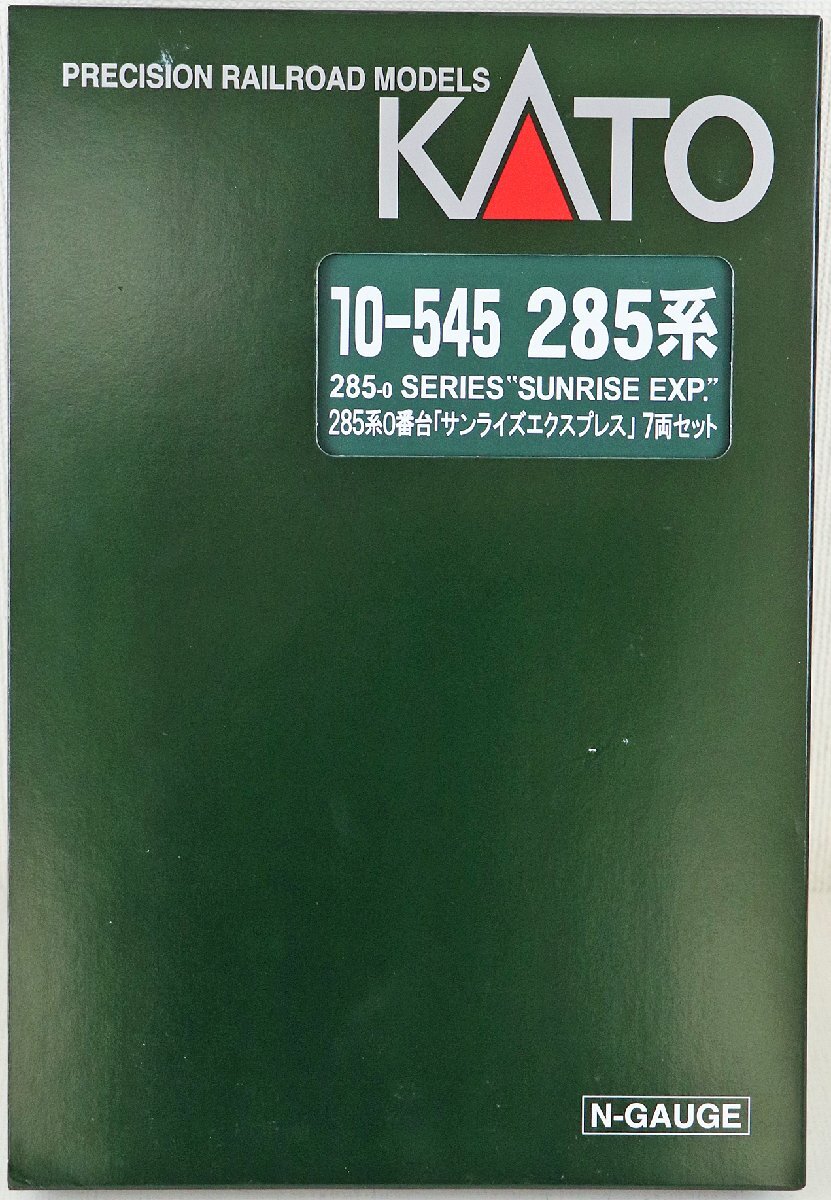 PRECISION RAILROAD MODELS
KATO
10-545 285系
285-0 SERIES "SUNRISE EXP."
285系0番台「サンライズエクスプレス」7両セット
N-GAUGE